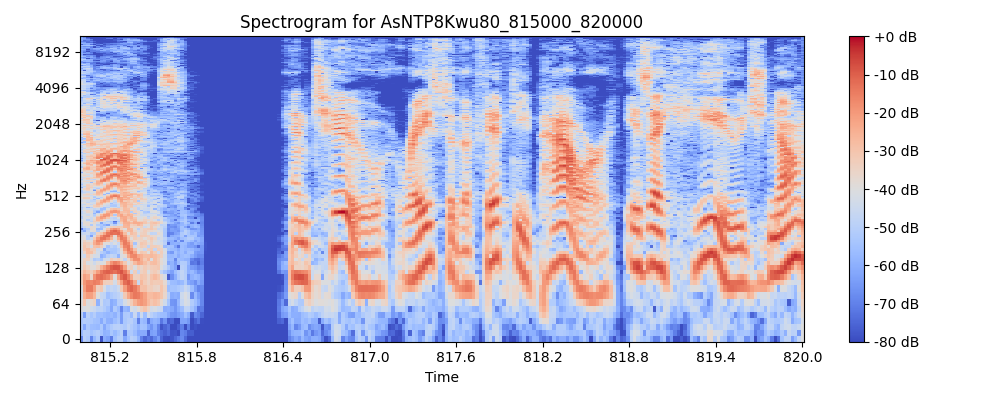 Spectrogram for AsNTP8Kwu80_815000_820000
8192
4096
2048
1024
512
256
128
64
0
Hz
815.2 815.8 816.4 817.0 817.6 818.2 818.8 819.4 820.0
Time
+0 dB
-10 dB
-20 dB
-30 dB
-40 dB
-50 dB
-60 dB
-70 dB
-80 dB